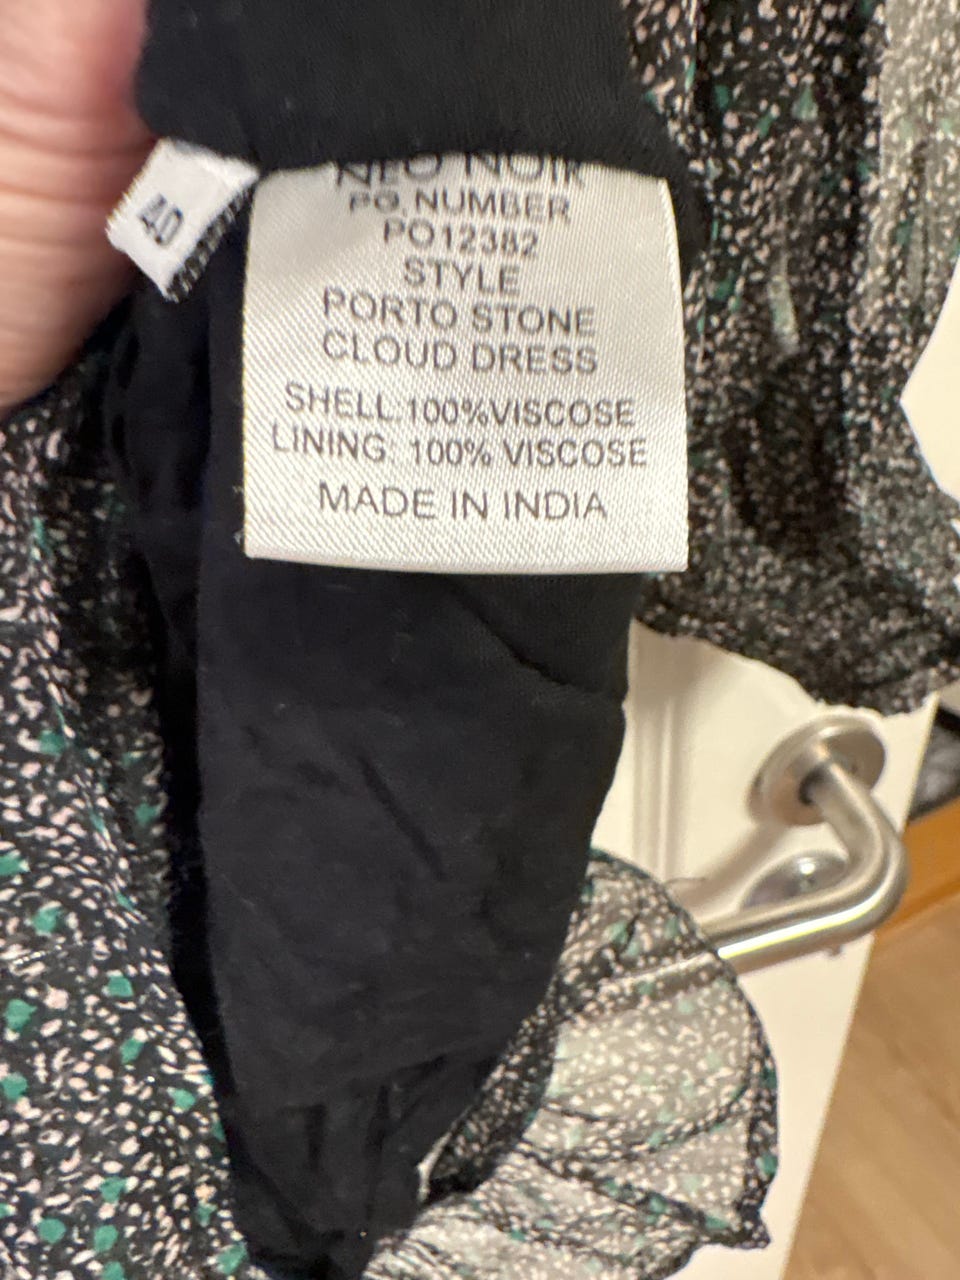 40
NEO NOIR
PG. NUMBER
PO12382
STYLE
PORTO STONE
CLOUD DRESS
SHELL:100%VISCOSE
LINING: 100% VISCOSE
MADE IN INDIA